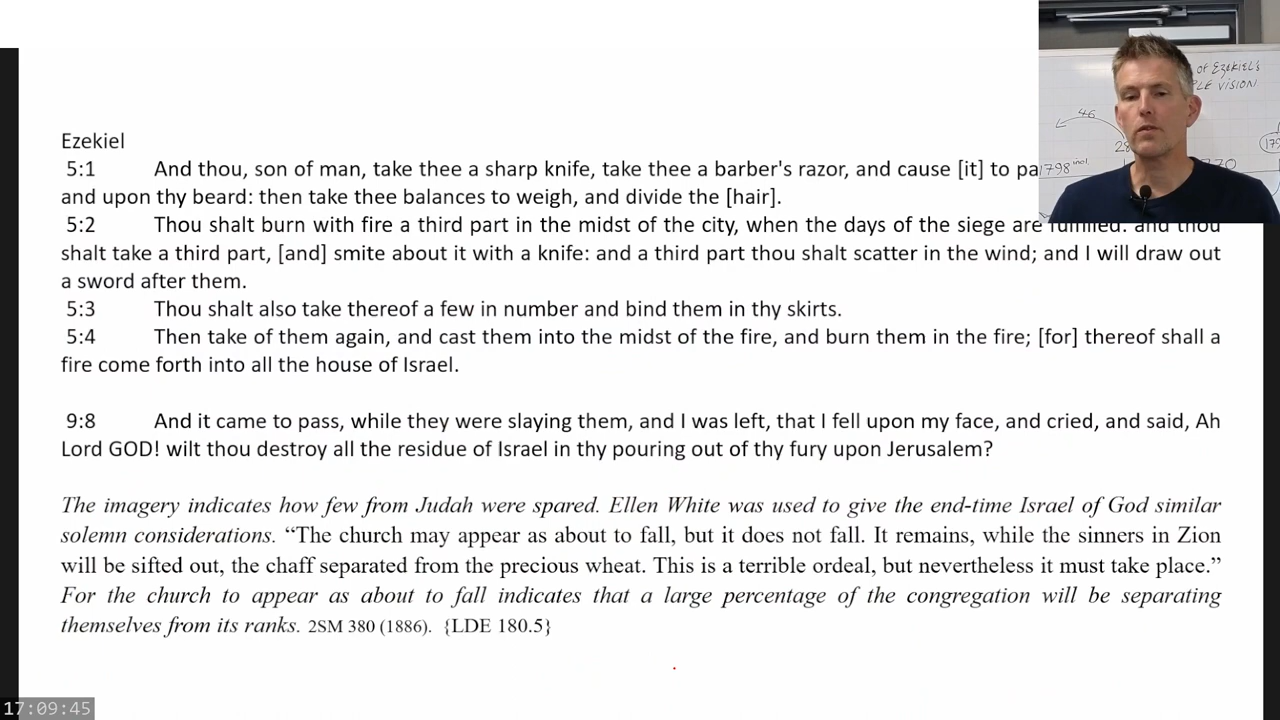 OF EZEKIEL'S
VISION
46
1798 incl.
Ezekiel
5:1 And thou, son of man, take thee a sharp knife, take thee a barber's razor, and cause [it] to
and upon thy beard: then take thee balances to weigh, and divide the [hair].
5:2 Thou shalt burn with fire a third part in the midst of the city, when the days of the siege are fulfilled: and thou
shalt take a third part, [and] smite about it with a knife: and a third part thou shalt scatter in the wind; and I will draw out
a sword after them.
5:3 Thou shalt also take thereof a few in number and bind them in thy skirts.
5:4 Then take of them again, and cast them into the midst of the fire, and burn them in the fire; [for] thereof shall a
fire come forth into all the house of Israel.
9:8 And it came to pass, while they were slaying them, and I was left, that I fell upon my face, and cried, and said, Ah
Lord GOD! wilt thou destroy all the residue of Israel in thy pouring out of thy fury upon Jerusalem?
The imagery indicates how few from Judah were spared. Ellen White was used to give the end-time Israel of God similar
solemn considerations. “The church may appear as about to fall, but it does not fall. It remains, while the sinners in Zion
will be sifted out, the chaff separated from the precious wheat. This is a terrible ordeal, but nevertheless it must take place.”
For the church to appear as about to fall indicates that a large percentage of the congregation will be separating
themselves from its ranks. 2SM 380 (1886). {LDE 180.5}
17:09:45